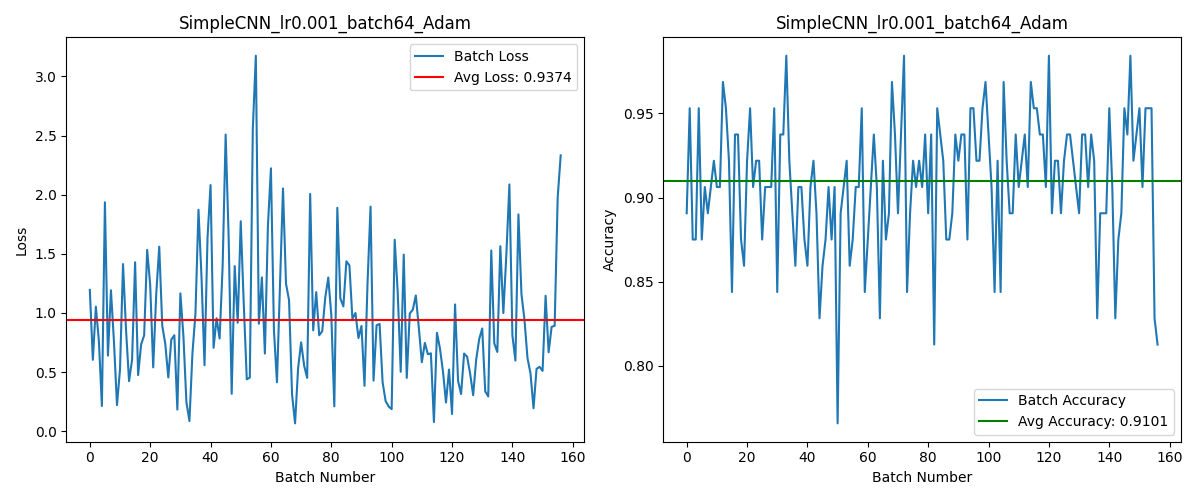 SimpleCNN_lr0.001_batch64_Adam
Batch Loss
Avg Loss: 0.9374
3.0
2.5
2.0
1.5
1.0
0.5
0.0
Loss
0 20 40 60 80 100 120 140 160
Batch Number
SimpleCNN_lr0.001_batch64_Adam
0.95
0.90
0.85
0.80
Accuracy
Batch Accuracy
Avg Accuracy: 0.9101
0 20 40 60 80 100 120 140 160
Batch Number